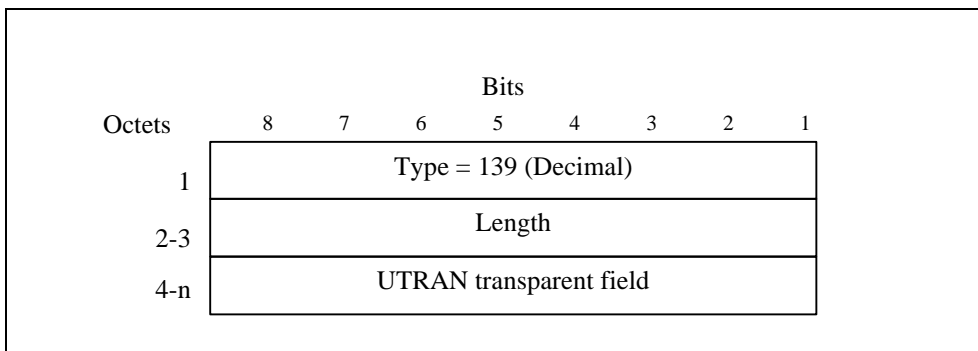 Bits
Octets 8 7 6 5 4 3 2 1
1 Type = 139 (Decimal)
2-3 Length
4-n UTRAN transparent field